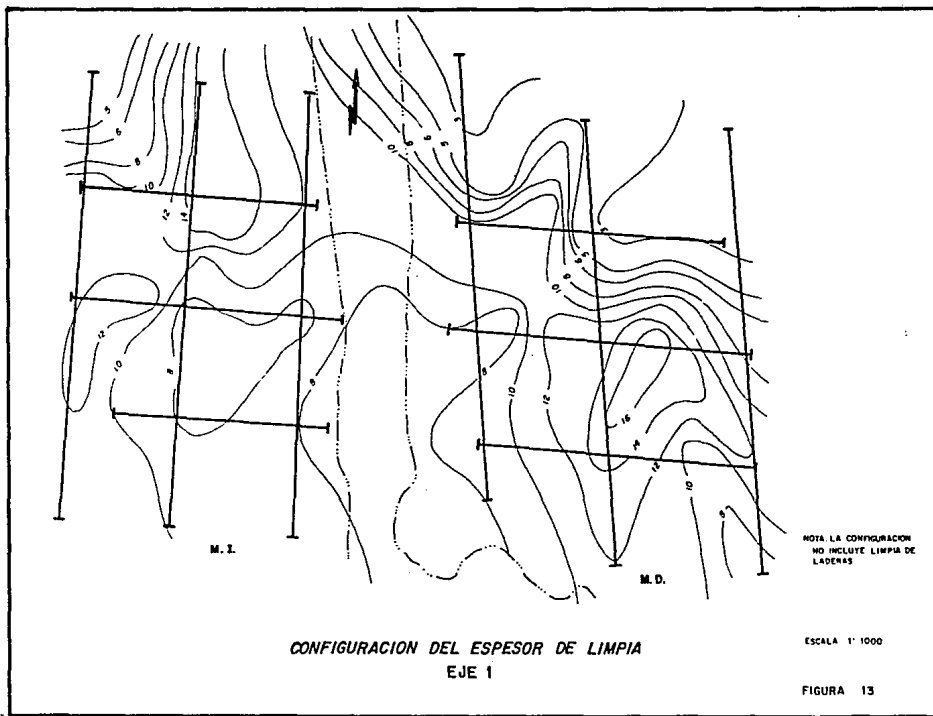 5
6
8
10
12
14
5
6
8
10
5
6
8
10
12
10
8
8
8
10
12
16
14
12
10
8
M. I.
M. D.
NOTA. LA CONFIGURACION
NO INCLUYE LIMPIA DE
LADERAS
CONFIGURACION DEL ESPESOR DE LIMPIA
EJE 1
ESCALA 1:1000
FIGURA 13